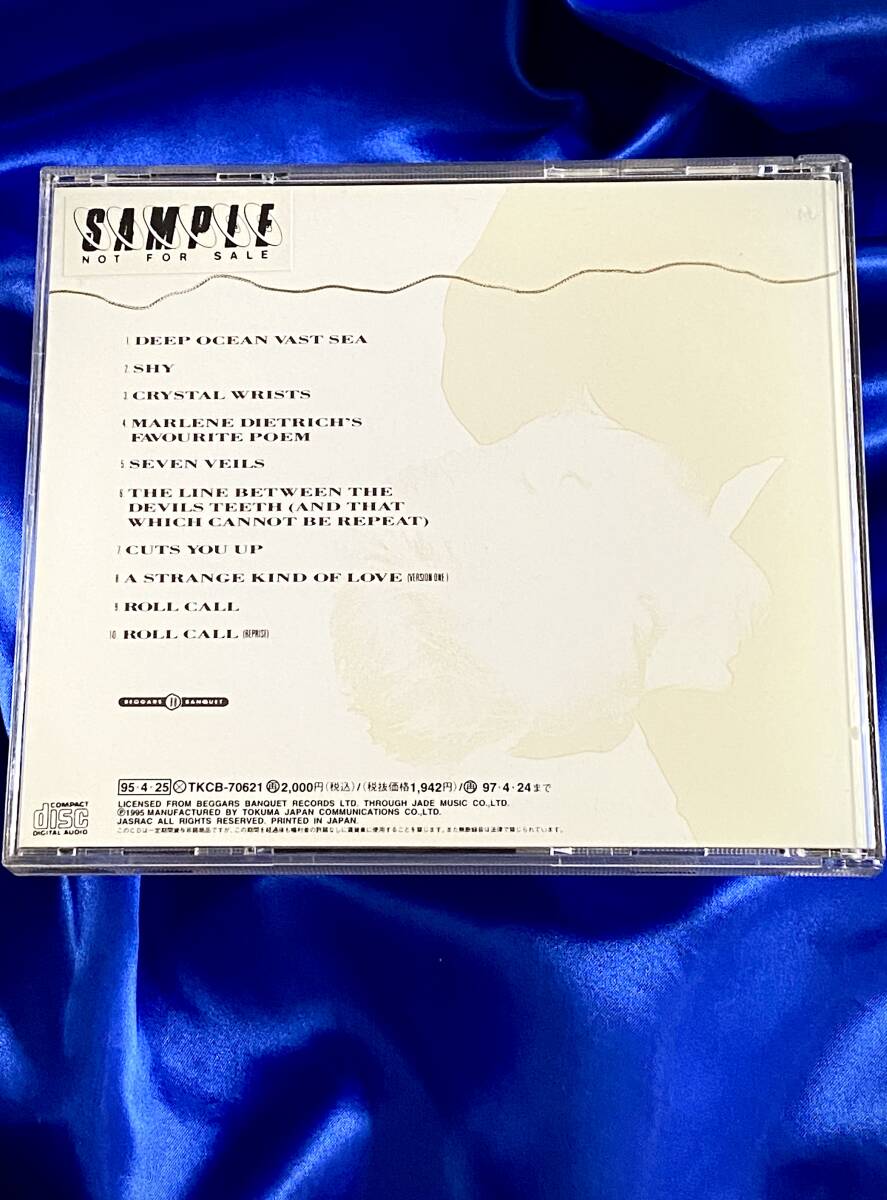 SAMPLE
NOT FOR SALE
1 DEEP OCEAN VAST SEA
2 SHY
3 CRYSTAL WRISTS
4 MARLENE DIETRICH'S
FAVOURITE POEM
5 SEVEN VEILS
6 THE LINE BETWEEN THE
DEVILS TEETH (AND THAT
WHICH CANNOT BE REPEAT)
7 CUTS YOU UP
8 A STRANGE KIND OF LOVE (VERSION ONE)
9 ROLL CALL
10 ROLL CALL (REPRISE)
BEGGARS BANQUET
95・4・25 Ⓧ TKCB-70621 ㊢ 2,000円(税込)/(税抜価格1,942円)/㊢ 97・4・24まで
COMPACT
disc
DIGITAL AUDIO
LICENSED FROM BEGGARS BANQUET RECORDS LTD. THROUGH JADE MUSIC CO.,LTD.
Ⓟ1995 MANUFACTURED BY TOKUMA JAPAN COMMUNICATIONS CO.,LTD.
JASRAC ALL RIGHTS RESERVED. PRINTED IN JAPAN.